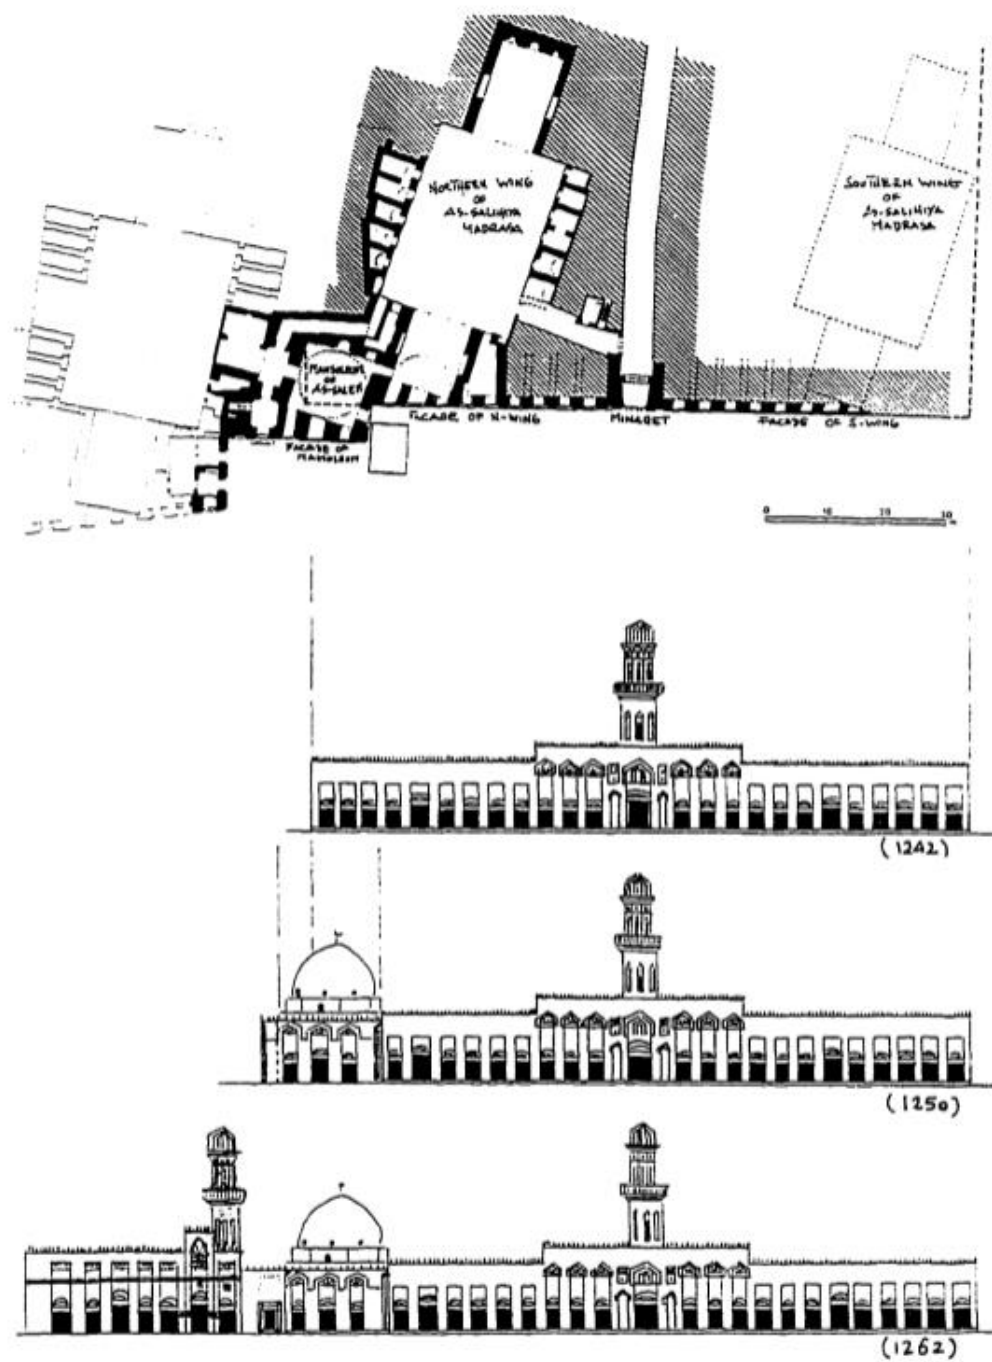 NORTHERN WING
OF
AS-SALIHIYA
MADRASA
SOUTHERN WING
OF
AS-SALIHIYA
MADRASA
MAUSOLEUM
OF
AS-SALEH
FACADE OF N-WING
MINARET
FACADE OF S-WING
FACADE OF
MAUSOLEUM
0 10 20 30
m
(1242)
(1250)
(1262)